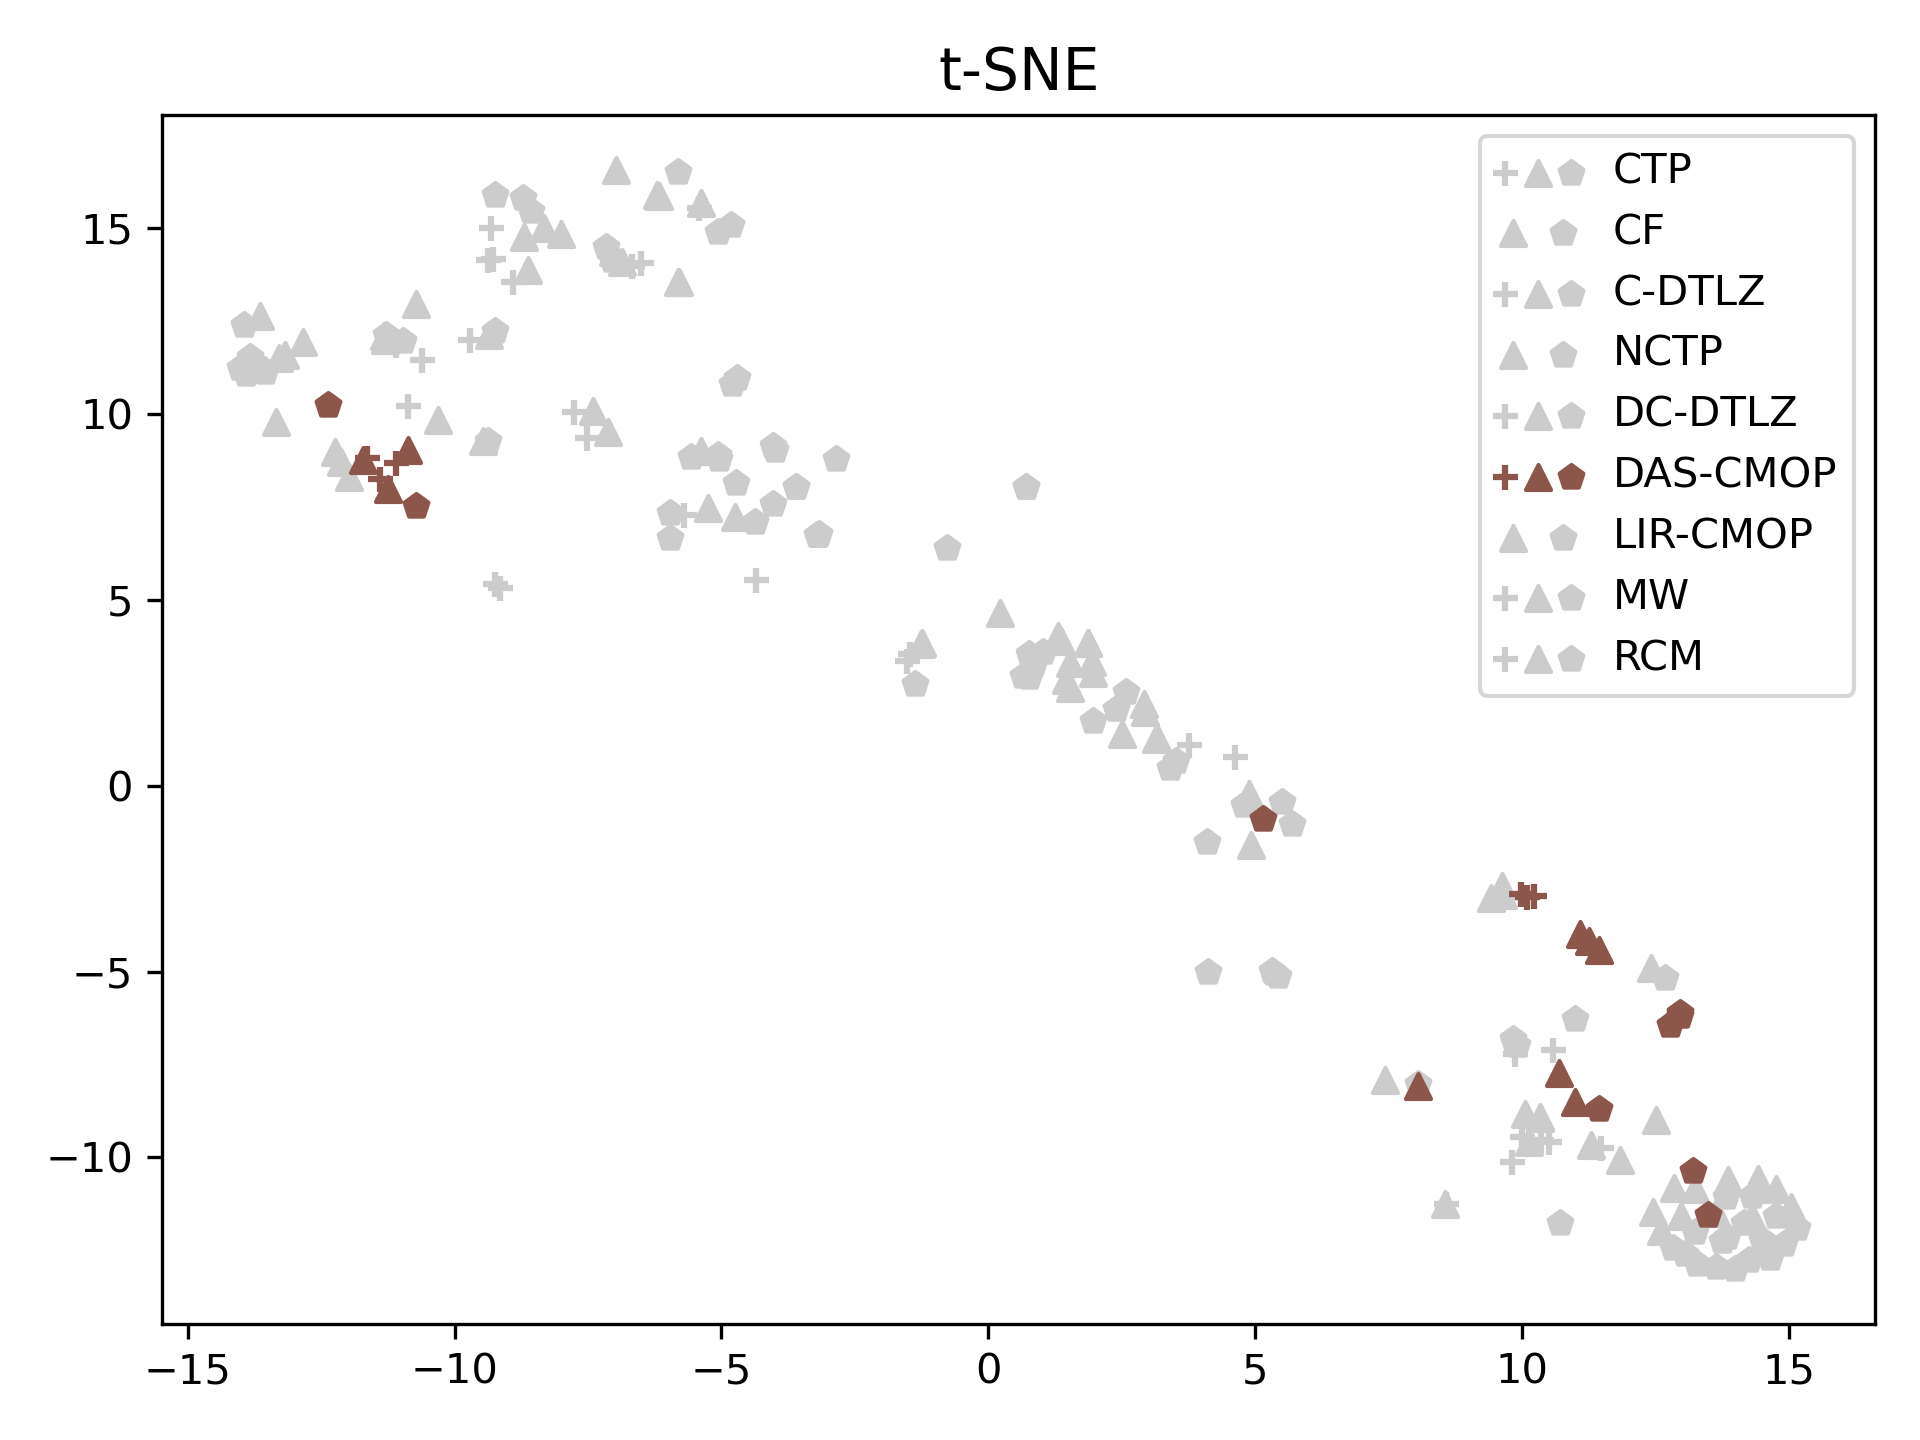 t-SNE
CTP
CF
C-DTLZ
NCTP
DC-DTLZ
DAS-CMOP
LIR-CMOP
MW
RCM
15
10
5
0
−5
−10
−15 −10 −5 0 5 10 15